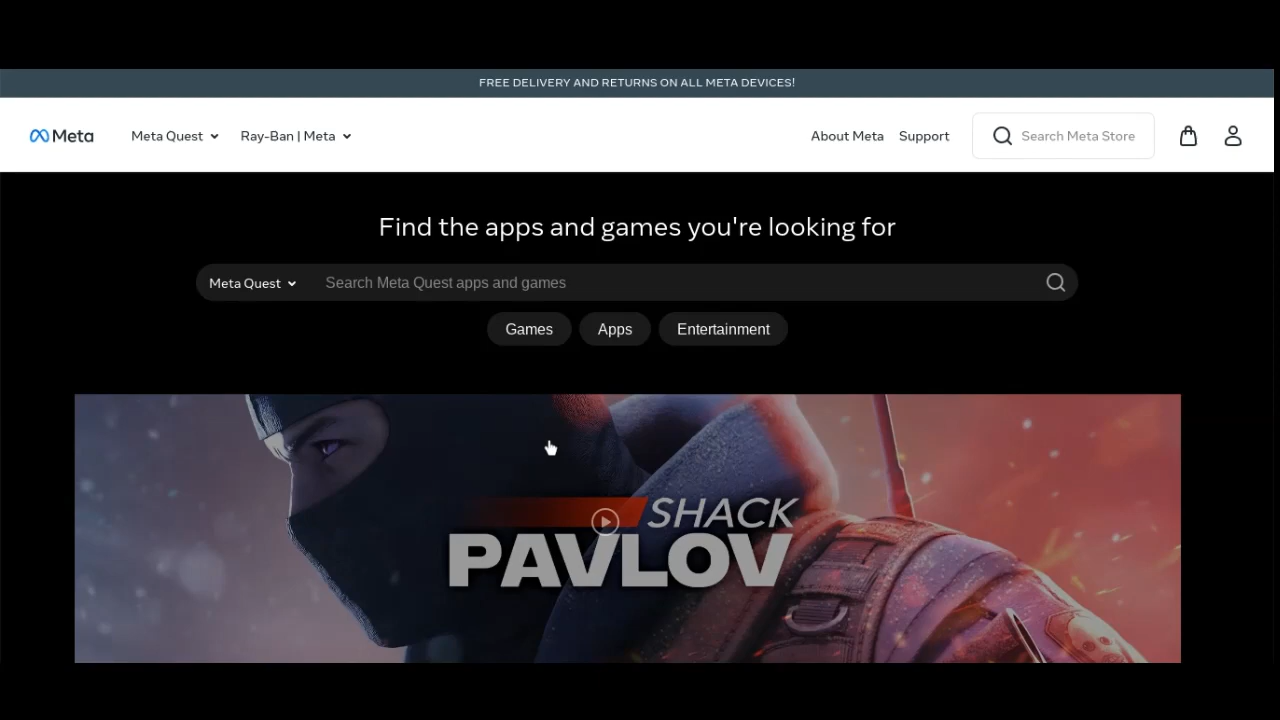 FREE DELIVERY AND RETURNS ON ALL META DEVICES!
Meta Meta Quest Ray-Ban | Meta About Meta Support Search Meta Store
Find the apps and games you're looking for
Meta Quest Search Meta Quest apps and games
Games Apps Entertainment
SHACK
PAVLOV